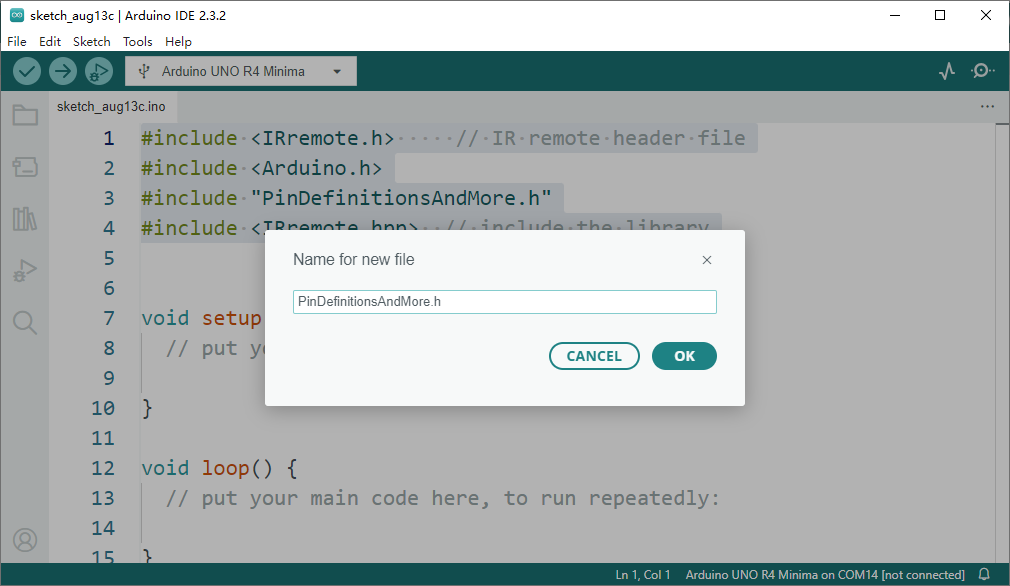 sketch_aug13c | Arduino IDE 2.3.2
File Edit Sketch Tools Help
Arduino UNO R4 Minima
sketch_aug13c.ino
1 #include <IRremote.h> // IR remote header file
2 #include <Arduino.h>
3 #include "PinDefinitionsAndMore.h"
4 #include <IRremote.hpp> // include the library
5
6
7 void setup
8 // put yo
9
10 }
11
12 void loop() {
13 // put your main code here, to run repeatedly:
14
15 }
Name for new file
PinDefinitionsAndMore.h
CANCEL OK
Ln 1, Col 1 Arduino UNO R4 Minima on COM14 [not connected]